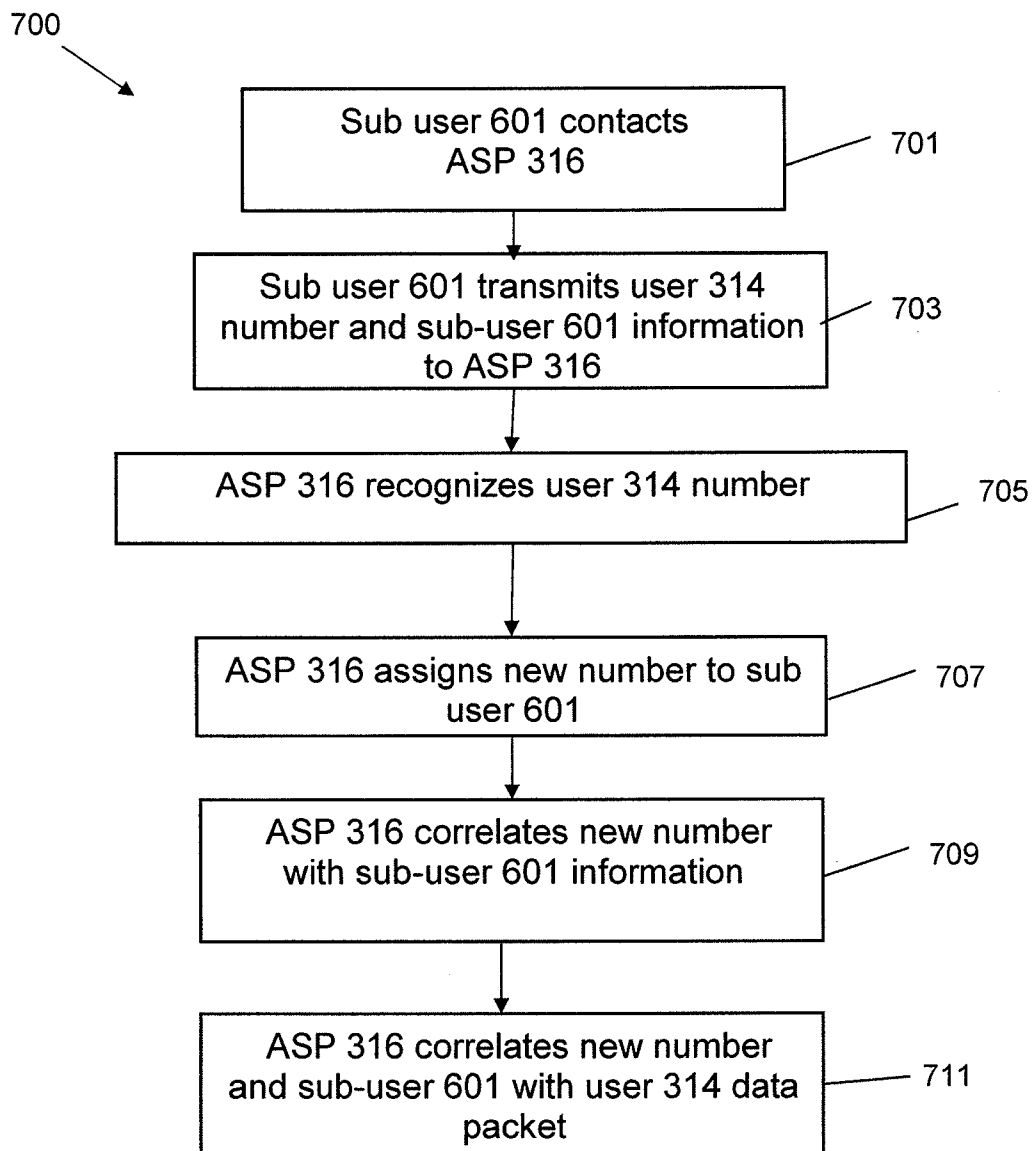 700
Sub user 601 contacts
ASP 316
701
Sub user 601 transmits user 314
number and sub-user 601 information
to ASP 316
703
ASP 316 recognizes user 314 number
705
ASP 316 assigns new number to sub
user 601
707
ASP 316 correlates new number
with sub-user 601 information
709
ASP 316 correlates new number
and sub-user 601 with user 314 data
packet
711